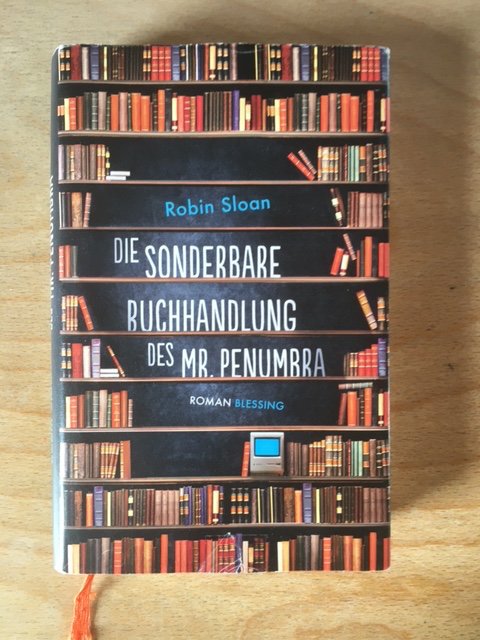 Robin Sloan
DIE SONDERBARE
BUCHHANDLUNG
DES MR. PENUMBRA
ROMAN BLESSING